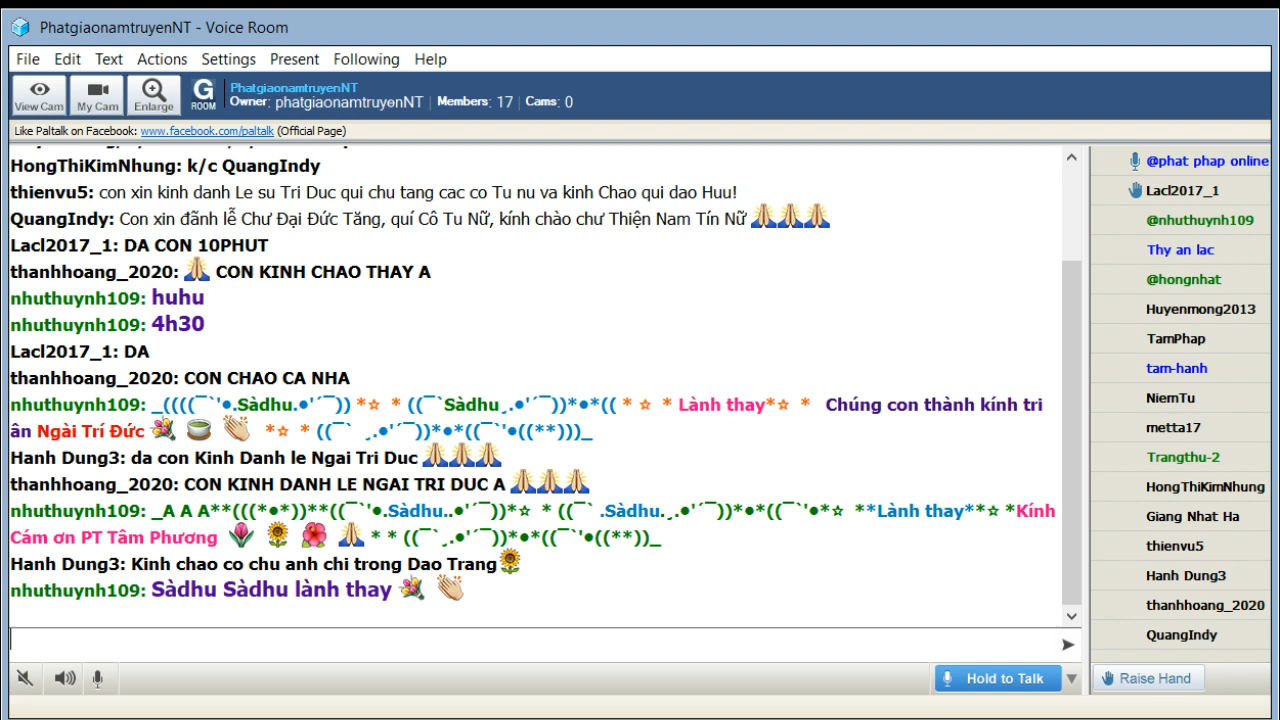 PhatgiaonamtruyenNT - Voice Room
File Edit Text Actions Settings Present Following Help
View Cam My Cam Enlarge G ROOM PhatgiaonamtruyenNT
Owner: phatgiaonamtruyenNT | Members: 17 | Cams: 0
Like Paltalk on Facebook: www.facebook.com/paltalk (Official Page)
HongThiKimNhung: k/c QuangIndy
thienvu5: con xin kinh danh Le su Tri Duc qui chu tang cac co Tu nu va kinh Chao qui dao Huu!
QuangIndy: Con xin đãnh lễ Chư Đại Đức Tăng, quí Cô Tu Nữ, kính chào chư Thiện Nam Tín Nữ 🙏🙏🙏
Lacl2017_1: DA CON 10PHUT
thanhhoang_2020: 🙏 CON KINH CHAO THAY A
nhuthuynh109: huhu
nhuthuynh109: 4h30
Lacl2017_1: DA
thanhhoang_2020: CON CHAO CA NHA
nhuthuynh109: _((((¯`'•.Sàdhu.•'´¯)) *☆ * ((¯`Sàdhu¸.•'´¯))*•*(( * ☆ * Lành thay*☆ * Chúng con thành kính tri
ân Ngài Trí Đức 💐 🍵 👏 *☆ * ((¯` ¸.•'´¯))*•*((¯`'•((**)))_
Hanh Dung3: da con Kinh Danh le Ngai Tri Duc 🙏🙏🙏
thanhhoang_2020: CON KINH DANH LE NGAI TRI DUC A 🙏🙏🙏
nhuthuynh109: _A A A**(((*•*))**((¯`'•.Sàdhu..•'´¯))*☆ * ((¯` .Sàdhu.¸.•'´¯))*•*((¯`'•*☆ **Lành thay**☆ *Kính
Cám ơn PT Tâm Phương 🌷 🌻 🌺 🙏 * * ((¯`¸.•'´¯))*•*((¯`'•((**))_
Hanh Dung3: Kinh chao co chu anh chi trong Dao Trang🌻
nhuthuynh109: Sàdhu Sàdhu lành thay 💐 👏
Hold to Talk
@phat phap online
Lacl2017_1
@nhuthuynh109
Thy an lac
@hongnhat
Huyenmong2013
TamPhap
tam-hanh
NiemTu
metta17
Trangthu-2
HongThiKimNhung
Giang Nhat Ha
thienvu5
Hanh Dung3
thanhhoang_2020
QuangIndy
Raise Hand